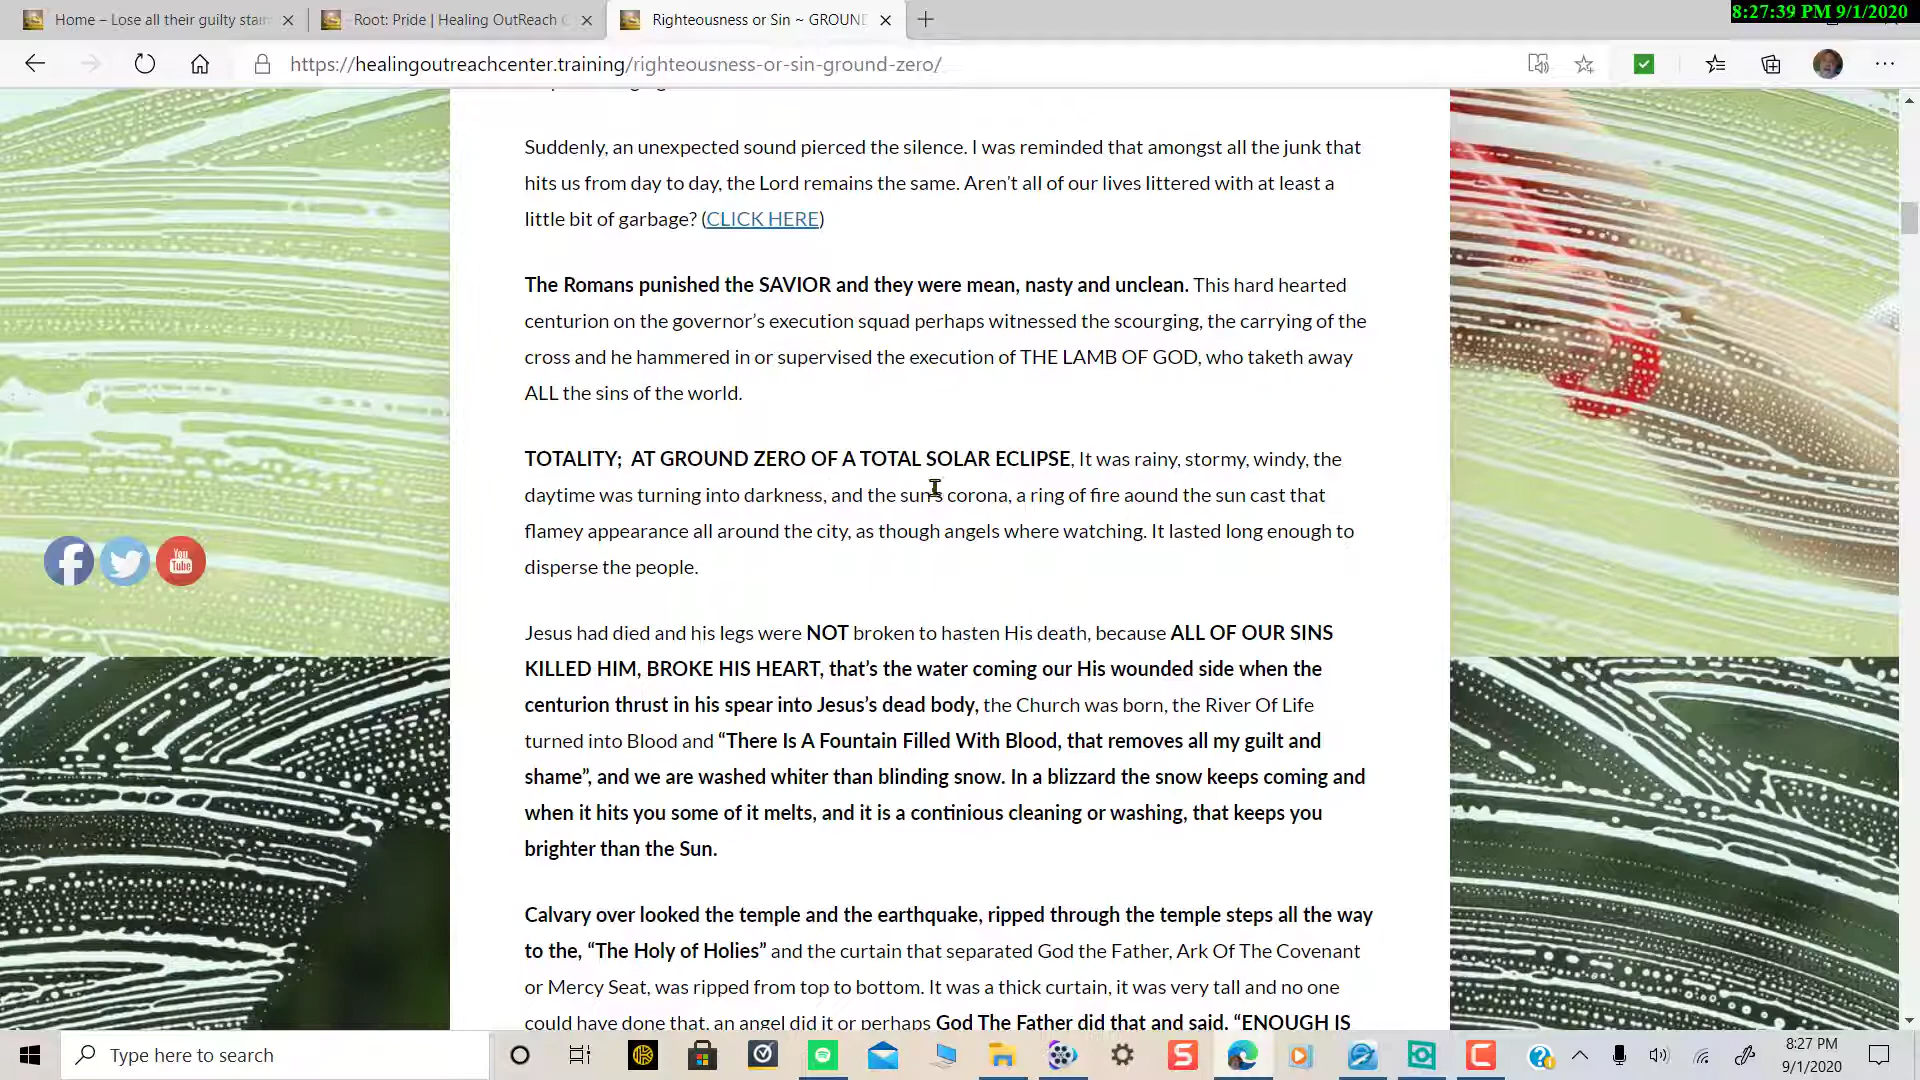 8:27:39 PM 9/1/2020
Home – Lose all their guilty stain
Root: Pride | Healing OutReach C
Righteousness or Sin ~ GROUND
https://healingoutreachcenter.training/righteousness-or-sin-ground-zero/
Suddenly, an unexpected sound pierced the silence. I was reminded that amongst all the junk that
hits us from day to day, the Lord remains the same. Aren’t all of our lives littered with at least a
little bit of garbage? (CLICK HERE)
The Romans punished the SAVIOR and they were mean, nasty and unclean. This hard hearted
centurion on the governor’s execution squad perhaps witnessed the scourging, the carrying of the
cross and he hammered in or supervised the execution of THE LAMB OF GOD, who taketh away
ALL the sins of the world.
TOTALITY; AT GROUND ZERO OF A TOTAL SOLAR ECLIPSE, It was rainy, stormy, windy, the
daytime was turning into darkness, and the sun’s corona, a ring of fire aound the sun cast that
flamey appearance all around the city, as though angels where watching. It lasted long enough to
disperse the people.
Jesus had died and his legs were NOT broken to hasten His death, because ALL OF OUR SINS
KILLED HIM, BROKE HIS HEART, that’s the water coming our His wounded side when the
centurion thrust in his spear into Jesus’s dead body, the Church was born, the River Of Life
turned into Blood and “There Is A Fountain Filled With Blood, that removes all my guilt and
shame”, and we are washed whiter than blinding snow. In a blizzard the snow keeps coming and
when it hits you some of it melts, and it is a continious cleaning or washing, that keeps you
brighter than the Sun.
Calvary over looked the temple and the earthquake, ripped through the temple steps all the way
to the, “The Holy of Holies” and the curtain that separated God the Father, Ark Of The Covenant
or Mercy Seat, was ripped from top to bottom. It was a thick curtain, it was very tall and no one
could have done that, an angel did it or perhaps God The Father did that and said, “ENOUGH IS
You
Tube
Type here to search
8:27 PM
9/1/2020